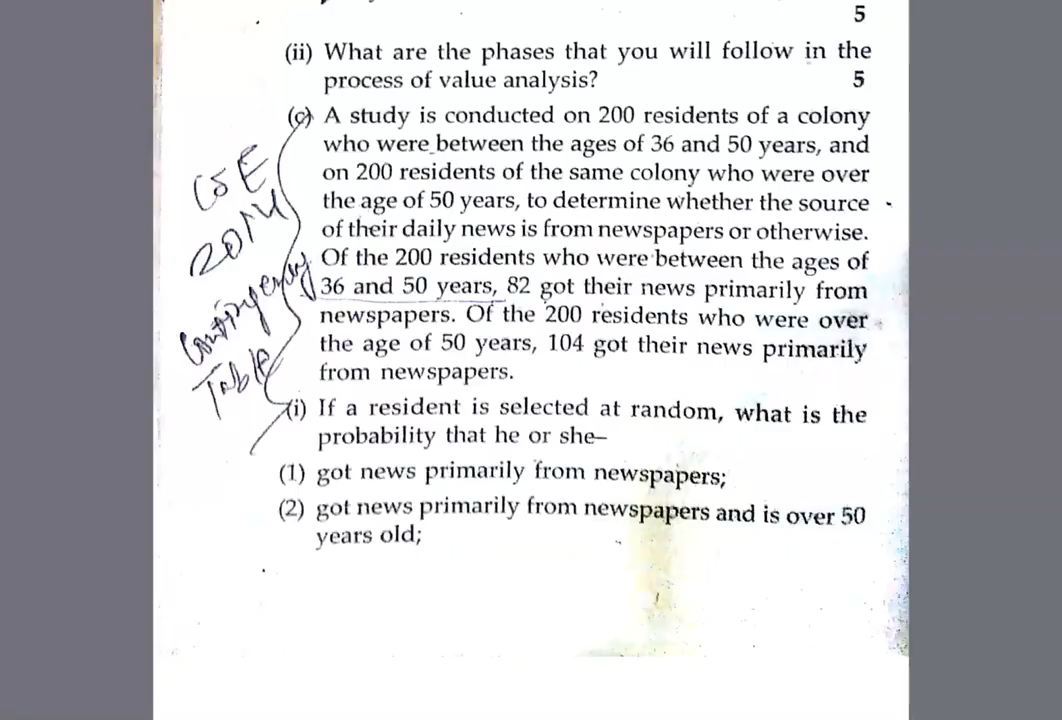 5
(ii) What are the phases that you will follow in the
process of value analysis? 5
(c) A study is conducted on 200 residents of a colony
who were between the ages of 36 and 50 years, and
on 200 residents of the same colony who were over
the age of 50 years, to determine whether the source
of their daily news is from newspapers or otherwise.
Of the 200 residents who were between the ages of
36 and 50 years, 82 got their news primarily from
newspapers. Of the 200 residents who were over
the age of 50 years, 104 got their news primarily
from newspapers.
(i) If a resident is selected at random, what is the
probability that he or she–
(1) got news primarily from newspapers;
(2) got news primarily from newspapers and is over 50
years old;
CSE
2014
Contingency
Table